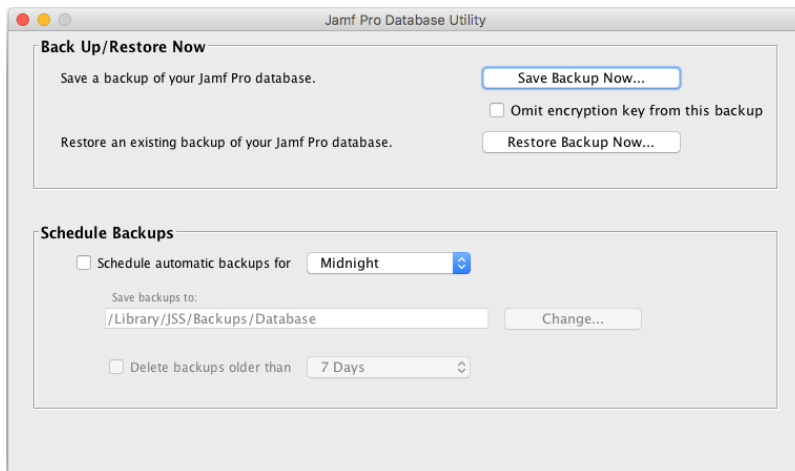 Jamf Pro Database Utility
Back Up/Restore Now
Save a backup of your Jamf Pro database.
Save Backup Now...
Omit encryption key from this backup
Restore an existing backup of your Jamf Pro database.
Restore Backup Now...
Schedule Backups
Schedule automatic backups for
Midnight
Save backups to:
/Library/JSS/Backups/Database
Change...
Delete backups older than
7 Days